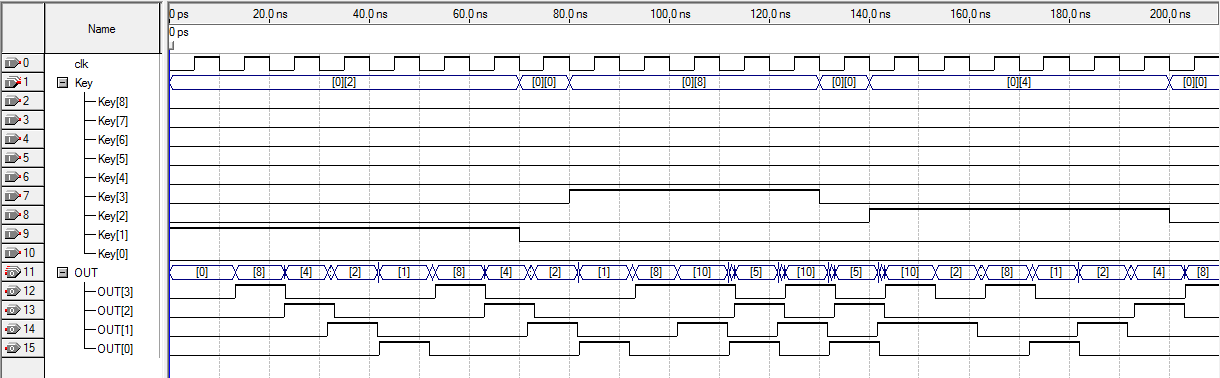 Name
0 ps 20.0 ns 40.0 ns 60.0 ns 80.0 ns 100.0 ns 120.0 ns 140.0 ns 160.0 ns 180.0 ns 200.0 ns
0 ps
0 clk
1 Key [0][2] [0][0] [0][8] [0][0] [0][4] [0][0]
2 Key[8]
3 Key[7]
4 Key[6]
5 Key[5]
6 Key[4]
7 Key[3]
8 Key[2]
9 Key[1]
10 Key[0]
11 OUT [0] [8] [4] [2] [1] [8] [4] [2] [1] [8] [10] [5] [10] [5] [10] [2] [8] [1] [2] [4] [8]
12 OUT[3]
13 OUT[2]
14 OUT[1]
15 OUT[0]